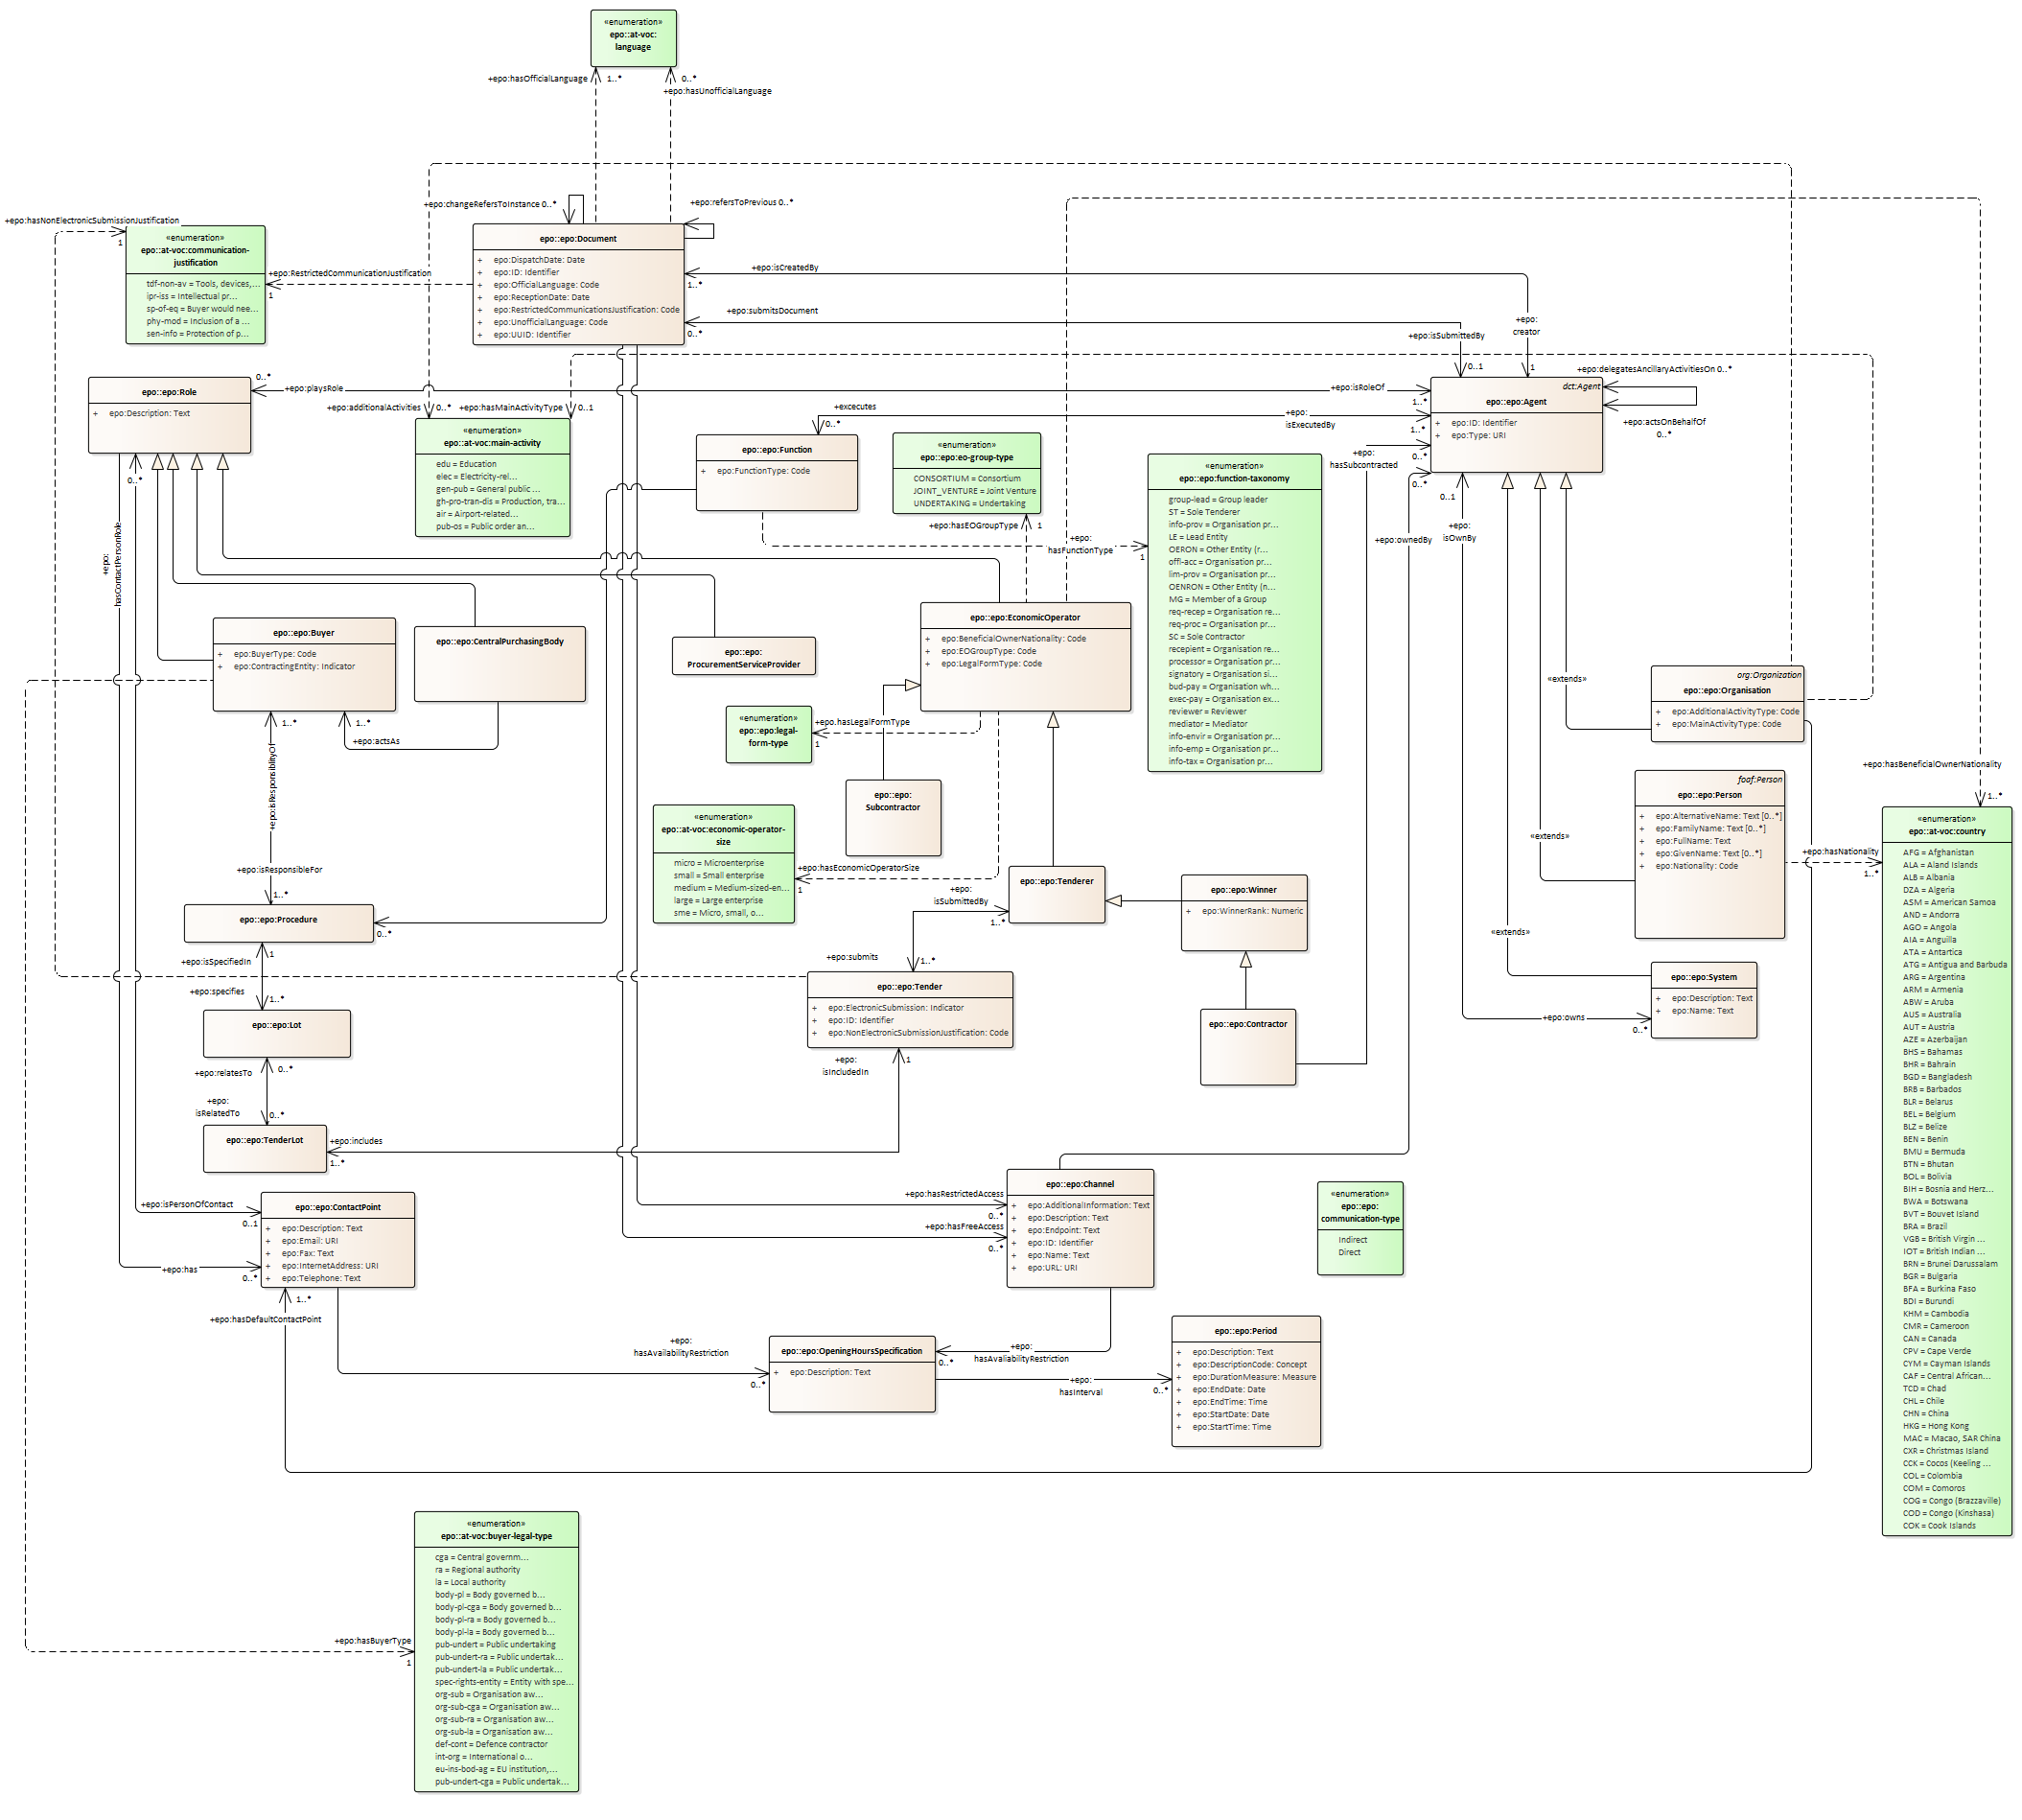 «enumeration»
epo::at-voc:
language
+epo:hasOfficialLanguage
1..*
0..*
+epo:hasUnofficialLanguage
+epo:changeRefersToInstance 0..*
+epo:refersToPrevious 0..*
+epo:hasNonElectronicSubmissionJustification
1
«enumeration»
epo::at-voc:communication-
justification
tdf-non-av = Tools, devices,...
ipr-iss = Intellectual pr...
sp-of-eq = Buyer would nee...
phy-mod = Inclusion of a ...
sen-info = Protection of p...
+epo:RestrictedCommunicationJustification
1
epo::epo:Document
+ epo:DispatchDate: Date
+ epo:ID: Identifier
+ epo:OfficialLanguage: Code
+ epo:ReceptionDate: Date
+ epo:RestrictedCommunicationsJustification: Code
+ epo:UnofficialLanguage: Code
+ epo:UUID: Identifier
+epo:isCreatedBy
1..*
+epo:submitsDocument
0..*
+epo:
creator
1
+epo:isSubmittedBy
0..1
+epo:delegatesAncillaryActivitiesOn 0..*
+epo:actsOnBehalfOf
0..*
dct:Agent
epo::epo:Agent
+ epo:ID: Identifier
+ epo:Type: URI
epo::epo:Role
+ epo:Description: Text
0..*
+epo:playsRole
+epo:isRoleOf
1..*
+epo:additionalActivities
0..*
+epo:hasMainActivityType
0..1
«enumeration»
epo::at-voc:main-activity
edu = Education
elec = Electricity-rel...
gen-pub = General public ...
gh-pro-tran-dis = Production, tra...
air = Airport-related...
pub-os = Public order an...
+excecutes
0..*
+epo:
isExecutedBy
1..*
epo::epo:Function
+ epo:FunctionType: Code
«enumeration»
epo::epo:eo-group-type
CONSORTIUM = Consortium
JOINT_VENTURE = Joint Venture
UNDERTAKING = Undertaking
+epo:hasEOGroupType
1
+epo:
hasFunctionType
1
«enumeration»
epo::epo:function-taxonomy
group-lead = Group leader
ST = Sole Tenderer
info-prov = Organisation pr...
LE = Lead Entity
OERON = Other Entity (r...
offl-acc = Organisation pr...
lim-prov = Organisation pr...
OENRON = Other Entity (n...
MG = Member of a Group
req-recep = Organisation re...
req-proc = Organisation pr...
SC = Sole Contractor
recepient = Organisation re...
processor = Organisation pr...
signatory = Organisation si...
bud-pay = Organisation wh...
exec-pay = Organisation ex...
reviewer = Reviewer
mediator = Mediator
info-envir = Organisation pr...
info-emp = Organisation pr...
info-tax = Organisation pr...
+epo:
hasSubcontracted
0..*
0..*
+epo:ownedBy
0..1
+epo:
isOwnBy
0..*
+epo:
hasContactPersonRole
epo::epo:Buyer
+ epo:BuyerType: Code
+ epo:ContractingEntity: Indicator
epo::epo:CentralPurchasingBody
epo::epo:
ProcurementServiceProvider
epo::epo:EconomicOperator
+ epo:BeneficialOwnerNationality: Code
+ epo:EOGroupType: Code
+ epo:LegalFormType: Code
«extends»
org:Organization
epo::epo:Organisation
+ epo:AdditionalActivityType: Code
+ epo:MainActivityType: Code
1..*
1..*
+epo:actsAs
+epo:isResponsiblityOf
«enumeration»
epo::epo:legal-
form-type
+epo.hasLegalFormType
1
epo::epo:
Subcontractor
foaf:Person
epo::epo:Person
+ epo:AlternativeName: Text [0..*]
+ epo:FamilyName: Text [0..*]
+ epo:FullName: Text
+ epo:GivenName: Text [0..*]
+ epo:Nationality: Code
«extends»
+epo:hasBeneficialOwnerNationality
1..*
+epo:hasNationality
1..*
«enumeration»
epo::at-voc:country
AFG = Afghanistan
ALA = Aland Islands
ALB = Albania
DZA = Algeria
ASM = American Samoa
AND = Andorra
AGO = Angola
AIA = Anguilla
ATA = Antartica
ATG = Antigua and Barbuda
ARG = Argentina
ARM = Armenia
ABW = Aruba
AUS = Australia
AUT = Austria
AZE = Azerbaijan
BHS = Bahamas
BHR = Bahrain
BGD = Bangladesh
BRB = Barbados
BLR = Belarus
BEL = Belgium
BLZ = Belize
BEN = Benin
BMU = Bermuda
BTN = Bhutan
BOL = Bolivia
BIH = Bosnia and Herz...
BWA = Botswana
BVT = Bouvet Island
BRA = Brazil
VGB = British Virgin ...
IOT = British Indian ...
BRN = Brunei Darussalam
BGR = Bulgaria
BFA = Burkina Faso
BDI = Burundi
KHM = Cambodia
CMR = Cameroon
CAN = Canada
CPV = Cape Verde
CYM = Cayman Islands
CAF = Central African...
TCD = Chad
CHL = Chile
CHN = China
HKG = Hong Kong
MAC = Macao, SAR China
CXR = Christmas Island
CCK = Cocos (Keeling ...
COL = Colombia
COM = Comoros
COG = Congo (Brazzaville)
COD = Congo (Kinshasa)
COK = Cook Islands
«enumeration»
epo::at-voc:economic-operator-
size
micro = Microenterprise
small = Small enterprise
medium = Medium-sized-en...
large = Large enterprise
sme = Micro, small, o...
+epo:hasEconomicOperatorSize
1
+epo:isResponsibleFor
1..*
epo::epo:Procedure
0..*
epo::epo:Tenderer
+epo:
isSubmittedBy
1..*
epo::epo:Winner
+ epo:WinnerRank: Numeric
«extends»
+epo:submits
1..*
epo::epo:System
+ epo:Description: Text
+ epo:Name: Text
+epo:owns
0..*
+epo:isSpecifiedIn
1
+epo:specifies
1..*
epo::epo:Lot
epo::epo:Tender
+ epo:ElectronicSubmission: Indicator
+ epo:ID: Identifier
+ epo:NonElectronicSubmissionJustification: Code
epo::epo:Contractor
+epo:
isIncludedIn
1
+epo:relatesTo
0..*
+epo:
isRelatedTo
0..*
epo::epo:TenderLot
+epo:includes
1..*
+epo:isPersonOfContact
0..1
epo::epo:ContactPoint
+ epo:Description: Text
+ epo:Email: URI
+ epo:Fax: Text
+ epo:InternetAddress: URI
+ epo:Telephone: Text
+epo:has
0..*
+epo:hasRestrictedAccess
0..*
+epo:hasFreeAccess
0..*
epo::epo:Channel
+ epo:AdditionalInformation: Text
+ epo:Description: Text
+ epo:Endpoint: Text
+ epo:ID: Identifier
+ epo:Name: Text
+ epo:URL: URI
«enumeration»
epo::epo:
communication-type
Indirect
Direct
1..*
+epo:hasDefaultContactPoint
+epo:
hasAvailabilityRestriction
0..*
epo::epo:OpeningHoursSpecification
+ epo:Description: Text
+epo:
hasAvaliabilityRestriction
0..*
+epo:
hasInterval
0..*
epo::epo:Period
+ epo:Description: Text
+ epo:DescriptionCode: Concept
+ epo:DurationMeasure: Measure
+ epo:EndDate: Date
+ epo:EndTime: Time
+ epo:StartDate: Date
+ epo:StartTime: Time
+epo:hasBuyerType
1
«enumeration»
epo::at-voc:buyer-legal-type
cga = Central governm...
ra = Regional authority
la = Local authority
body-pl = Body governed b...
body-pl-cga = Body governed b...
body-pl-ra = Body governed b...
body-pl-la = Body governed b...
pub-undert = Public undertaking
pub-undert-ra = Public undertak...
pub-undert-la = Public undertak...
spec-rights-entity = Entity with spe...
org-sub = Organisation aw...
org-sub-cga = Organisation aw...
org-sub-ra = Organisation aw...
org-sub-la = Organisation aw...
def-cont = Defence contractor
int-org = International o...
eu-ins-bod-ag = EU institution,...
pub-undert-cga = Public undertak...